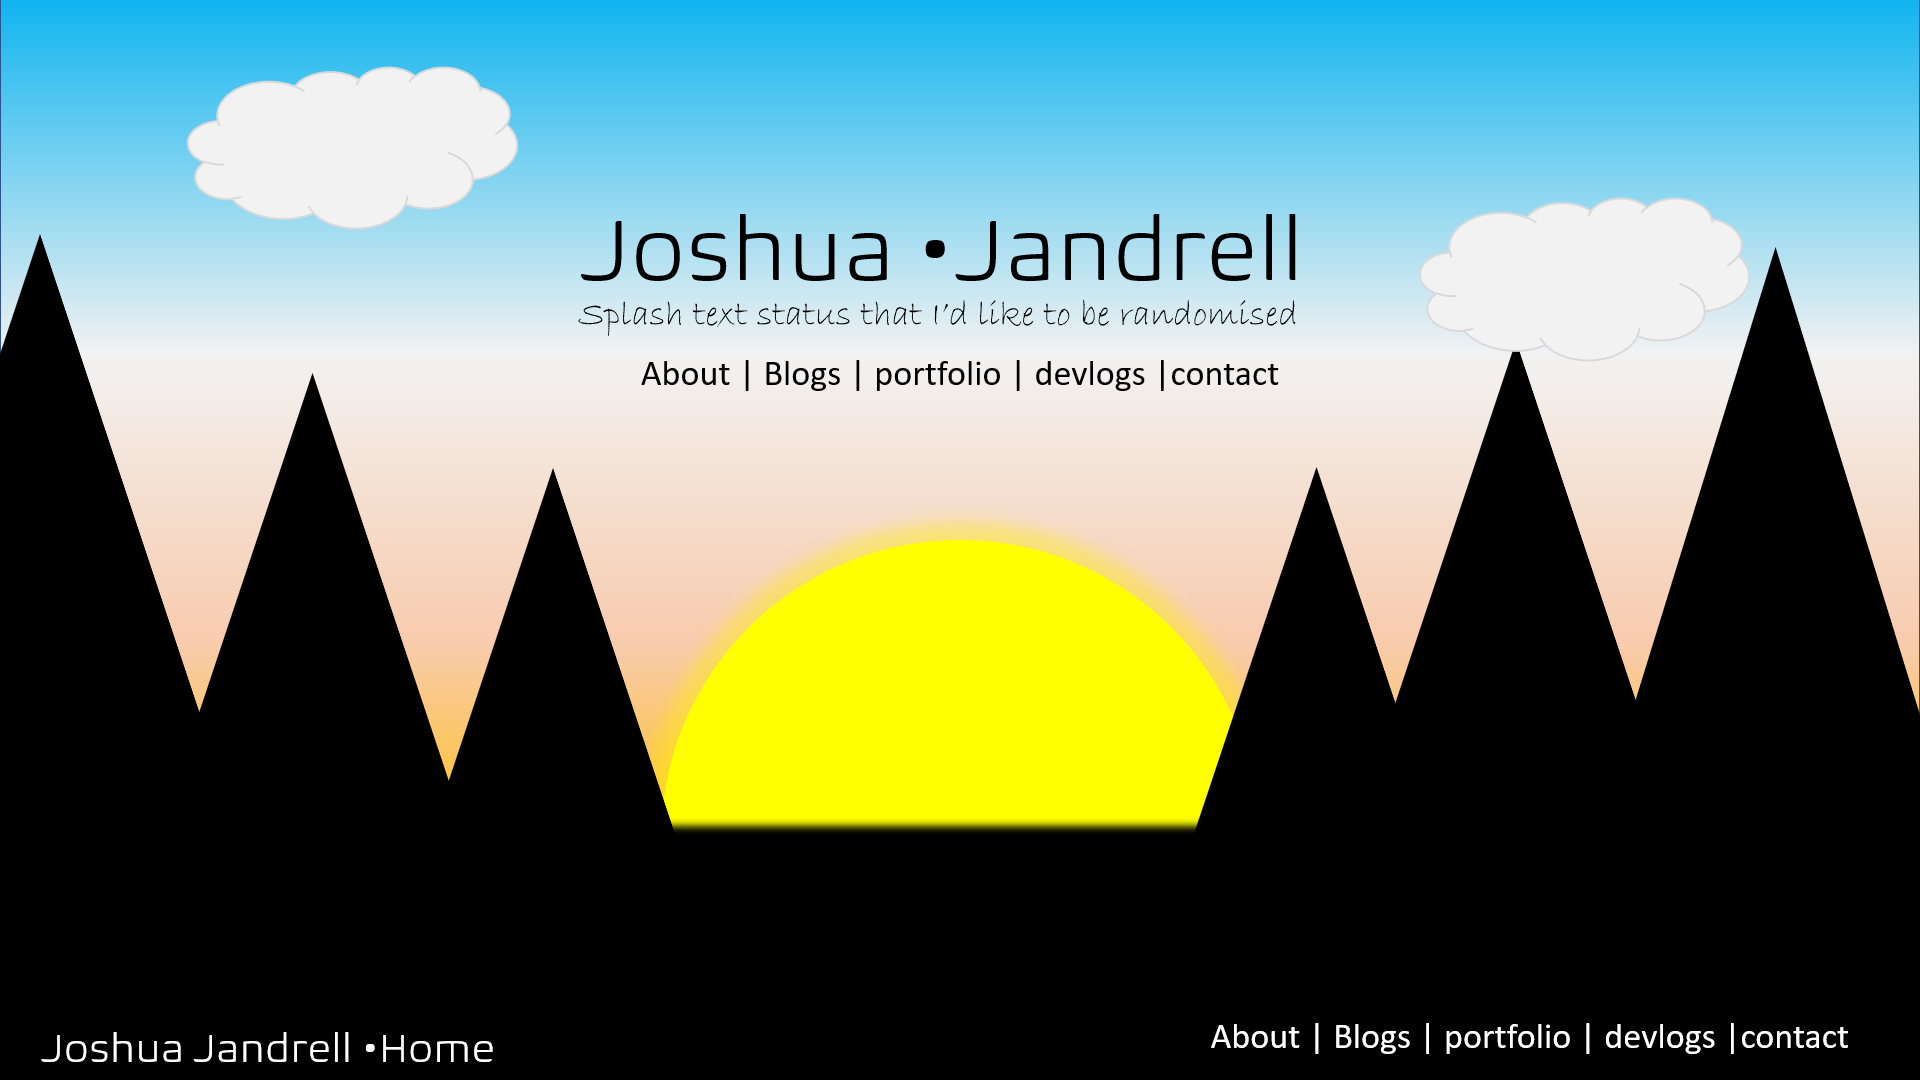 Joshua •Jandrell
Splash text status that I'd like to be randomised
About | Blogs | portfolio | devlogs |contact
Joshua Jandrell •Home
About | Blogs | portfolio | devlogs |contact